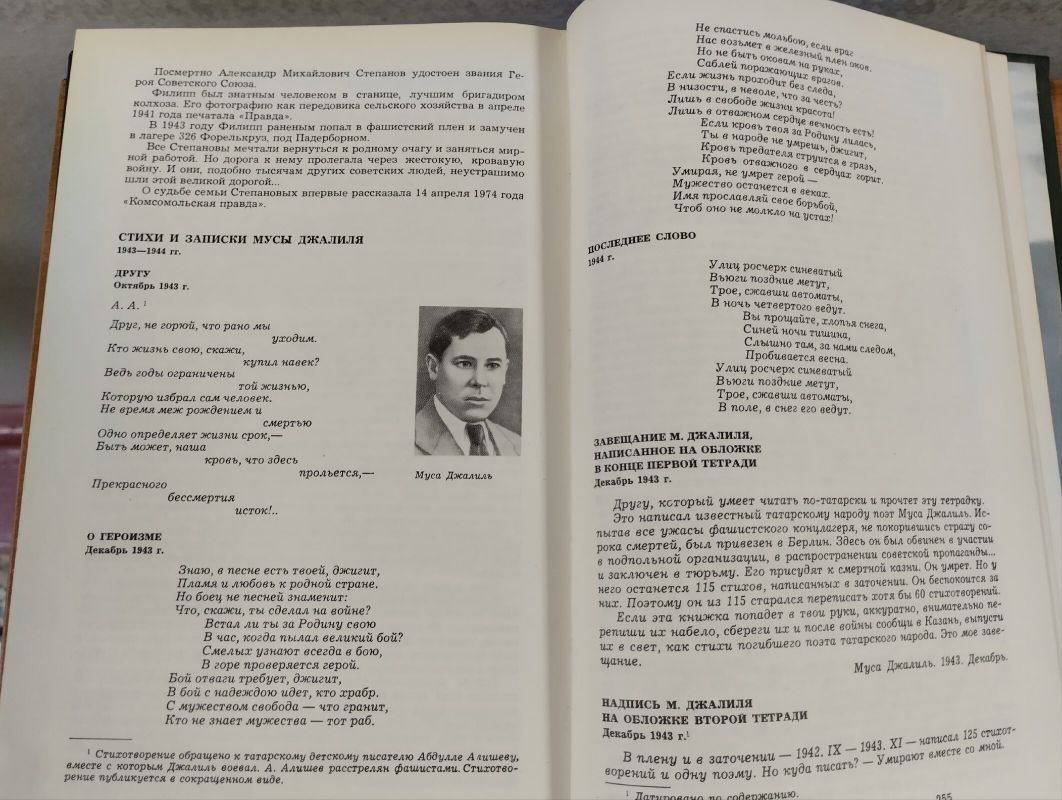 Посмертно Александр Михайлович Степанов удостоен звания Ге-
роя Советского Союза.
Филипп был знатным человеком в станице, лучшим бригадиром
колхоза. Его фотографию как передовика сельского хозяйства в апреле
1941 года печатала «Правда».
В 1943 году Филипп раненым попал в фашистский плен и замучен
в лагере 326 Форелькруз, под Падерборном.
Все Степановы мечтали вернуться к родному очагу и заняться мир-
ной работой. Но дорога к нему пролегала через жестокую, кровавую
войну. И они, подобно тысячам других советских людей, неустрашимо
шли этой великой дорогой...
О судьбе семьи Степановых впервые рассказала 14 апреля 1974 года
«Комсомольская правда».
СТИХИ И ЗАПИСКИ МУСЫ ДЖАЛИЛЯ
1943—1944 гг.
ДРУГУ
Октябрь 1943 г.
А. А. ¹
Друг, не горюй, что рано мы
уходим.
Кто жизнь свою, скажи,
купил навек?
Ведь годы ограничены
той жизнью,
Которую избрал сам человек.
Не время меж рождением и
смертью
Одно определяет жизни срок,—
Быть может, наша
кровь, что здесь
прольется,—
Прекрасного
бессмертия
исток!..
Муса Джалиль
О ГЕРОИЗМЕ
Декабрь 1943 г.
Знаю, в песне есть твоей, джигит,
Пламя и любовь к родной стране.
Но боец не песней знаменит:
Что, скажи, ты сделал на войне?
Встал ли ты за Родину свою
В час, когда пылал великий бой?
Смелых узнают всегда в бою,
В горе проверяется герой.
Бой отваги требует, джигит,
В бой с надеждою идет, кто храбр.
С мужеством свобода — что гранит,
Кто не знает мужества — тот раб.
¹ Стихотворение обращено к татарскому детскому писателю Абдулле Алишеву,
вместе с которым Джалиль воевал. А. Алишев расстрелян фашистами. Стихотво-
рение публикуется в сокращенном виде.
Не спастись мольбою, если враг
Нас возьмет в железный плен оков.
Но не быть оковам на руках,
Саблей поражающих врагов.
Если жизнь проходит без следа,
В низости, в неволе, что за честь?
Лишь в свободе жизни красота!
Лишь в отважном сердце вечность есть!
Если кровь твоя за Родину лилась,
Ты в народе не умрешь, джигит,
Кровь предателя струится в грязь,
Кровь отважного в сердцах горит.
Умирая, не умрет герой —
Мужество останется в веках.
Имя прославляй свое борьбой,
Чтоб оно не молкло на устах!
ПОСЛЕДНЕЕ СЛОВО
1944 г.
Улиц росчерк синеватый
Вьюги поздние метут,
Трое, сжавши автоматы,
В ночь четвертого ведут.
Вы прощайте, хлопья снега,
Синей ночи тишина,
Слышно там, за нами следом,
Пробивается весна.
Улиц росчерк синеватый
Вьюги поздние метут,
Трое, сжавши автоматы,
В поле, в снег его ведут.
ЗАВЕЩАНИЕ М. ДЖАЛИЛЯ,
НАПИСАННОЕ НА ОБЛОЖКЕ
В КОНЦЕ ПЕРВОЙ ТЕТРАДИ
Декабрь 1943 г.
Другу, который умеет читать по-татарски и прочтет эту тетрадку.
Это написал известный татарскому народу поэт Муса Джалиль. Ис-
пытав все ужасы фашистского концлагеря, не покорившись страху со-
рока смертей, был привезен в Берлин. Здесь он был обвинен в участии
в подпольной организации, в распространении советской пропаганды...
и заключен в тюрьму. Его присудят к смертной казни. Он умрет. Но у
него останется 115 стихов, написанных в заточении. Он беспокоится за
них. Поэтому он из 115 старался переписать хотя бы 60 стихотворений.
Если эта книжка попадет в твои руки, аккуратно, внимательно пе-
репиши их набело, сбереги их и после войны сообщи в Казань, выпусти
их в свет, как стихи погибшего поэта татарского народа. Это мое заве-
щание.
Муса Джалиль. 1943. Декабрь.
НАДПИСЬ М. ДЖАЛИЛЯ
НА ОБЛОЖКЕ ВТОРОЙ ТЕТРАДИ
Декабрь 1943 г.¹
В плену и в заточении — 1942. IX — 1943. XI — написал 125 стихот-
ворений и одну поэму. Но куда писать? — Умирают вместе со мной.
¹ Датировано по содержанию.
255